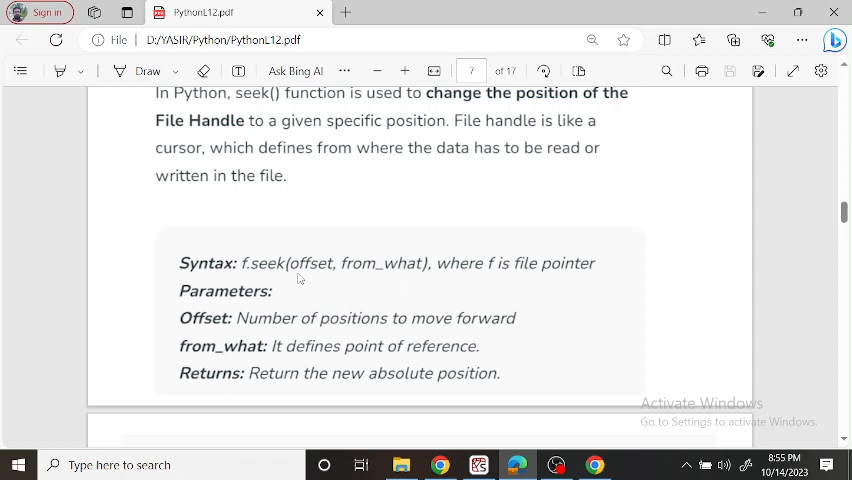 Sign in
PythonL12.pdf
File
D:/YASIR/Python/PythonL12.pdf
Draw
Ask Bing AI
7
of 17
In Python, seek() function is used to change the position of the
File Handle to a given specific position. File handle is like a
cursor, which defines from where the data has to be read or
written in the file.
Syntax: f.seek(offset, from_what), where f is file pointer
Parameters:
Offset: Number of positions to move forward
from_what: It defines point of reference.
Returns: Return the new absolute position.
Activate Windows
Go to Settings to activate Windows.
Type here to search
8:55 PM
10/14/2023